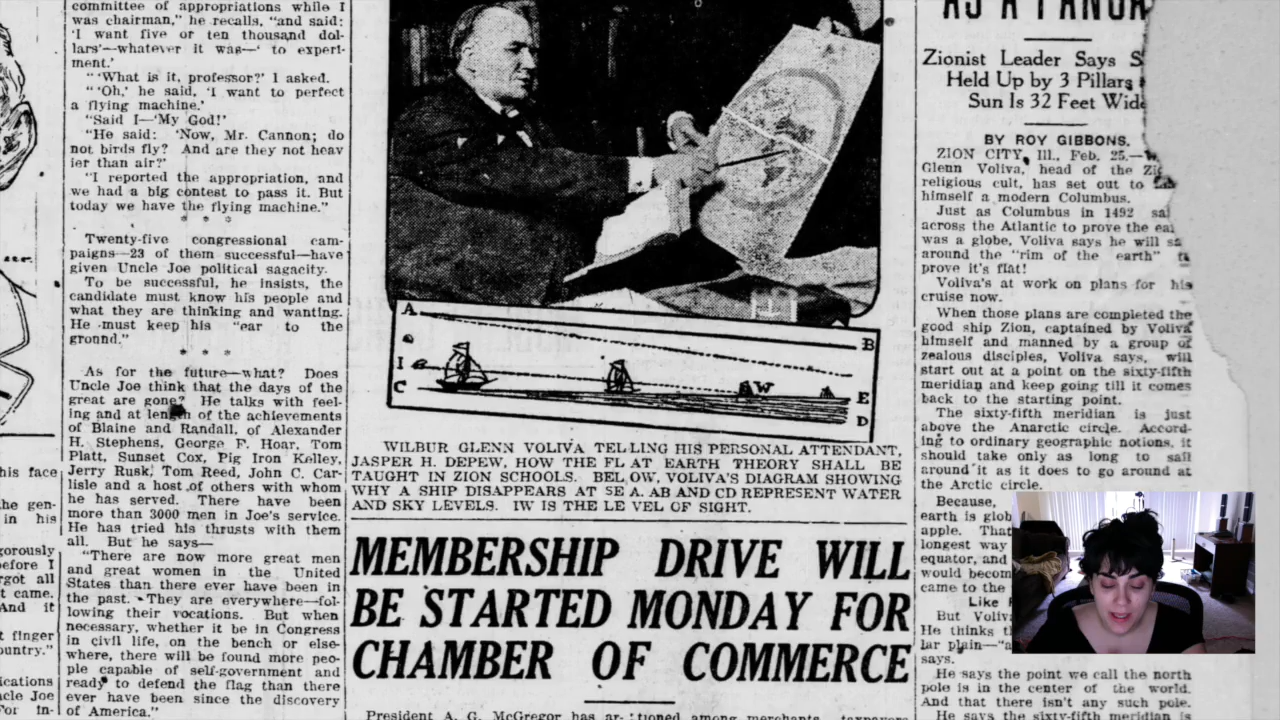 committee of appropriations while I
was chairman," he recalls, "and said:
'I want five or ten thousand dol-
lars'—whatever it was—' to experi-
ment.'
"'What is it, professor?' I asked.
"'Oh,' he said, 'I want to perfect
a flying machine.'
"Said I—'My God!'
"He said: 'Now, Mr. Cannon; do
not birds fly? And are they not heav
ier than air?'
"I reported the appropriation, and
we had a big contest to pass it. But
today we have the flying machine."
* * *
Twenty-five congressional cam-
paigns—23 of them successful—have
given Uncle Joe political sagacity.
To be successful, he insists, the
candidate must know his people and
what they are thinking and wanting.
He must keep his "ear to the
ground."
* * *
As for the future—what? Does
Uncle Joe think that the days of the
great are gone? He talks with feel-
ing and at length of the achievements
of Blaine and Randall, of Alexander
H. Stephens, George F. Hoar, Tom
Platt, Sunset Cox, Pig Iron Kelley,
Jerry Rusk, Tom Reed, John C. Car-
lisle and a host of others with whom
he has served. There have been
more than 3000 men in Joe's service.
He has tried his thrusts with them
all. But he says—
"There are now more great men
and great women in the United
States than there ever have been in
the past. They are everywhere—fol-
lowing their vocations. But when
necessary, whether it be in Congress
in civil life, on the bench or else-
where, there will be found more peo-
ple capable of self-government and
ready to defend the flag than there
ever have been since the discovery
of America."
his face
the gen-
in his
gorously
before I
rgot all
t came.
And it
t finger
ountry."
ications
ncle Joe
For in-
A
B
I
C
W
E
D
WILBUR GLENN VOLIVA TELLING HIS PERSONAL ATTENDANT,
JASPER H. DEPEW, HOW THE FLAT EARTH THEORY SHALL BE
TAUGHT IN ZION SCHOOLS. BELOW, VOLIVA'S DIAGRAM SHOWING
WHY A SHIP DISAPPEARS AT SEA. AB AND CD REPRESENT WATER
AND SKY LEVELS. IW IS THE LEVEL OF SIGHT.
MEMBERSHIP DRIVE WILL
BE STARTED MONDAY FOR
CHAMBER OF COMMERCE
President A. G. McGregor has ar- tioned among merchants, taxpayers
AS A PANCA
Zionist Leader Says S
Held Up by 3 Pillars
Sun Is 32 Feet Wide
BY ROY GIBBONS.
ZION CITY, Ill., Feb. 25.—W
Glenn Voliva, head of the Zio
religious cult, has set out to
himself a modern Columbus.
Just as Columbus in 1492 sai
across the Atlantic to prove the ear
was a globe, Voliva says he will sa
around the "rim of the earth" t
prove it's flat!
Voliva's at work on plans for his
cruise now.
When those plans are completed the
good ship Zion, captained by Voliva
himself and manned by a group of
zealous disciples, Voliva says, will
start out at a point on the sixty-fifth
meridian and keep going till it comes
back to the starting point.
The sixty-fifth meridian is just
above the Anarctic circle. Accord-
ing to ordinary geographic notions, it
should take only as long to sail
around it as it does to go around at
the Arctic circle.
Because,
earth is glob
apple. That
longest way
equator, and
would becom
came to the
Like
But Voliv
He thinks t
lar plain—"a
says.
He says the point we call the north
pole is in the center of the world.
And that there isn't any such pole.
He says the sixty-fifth meridian